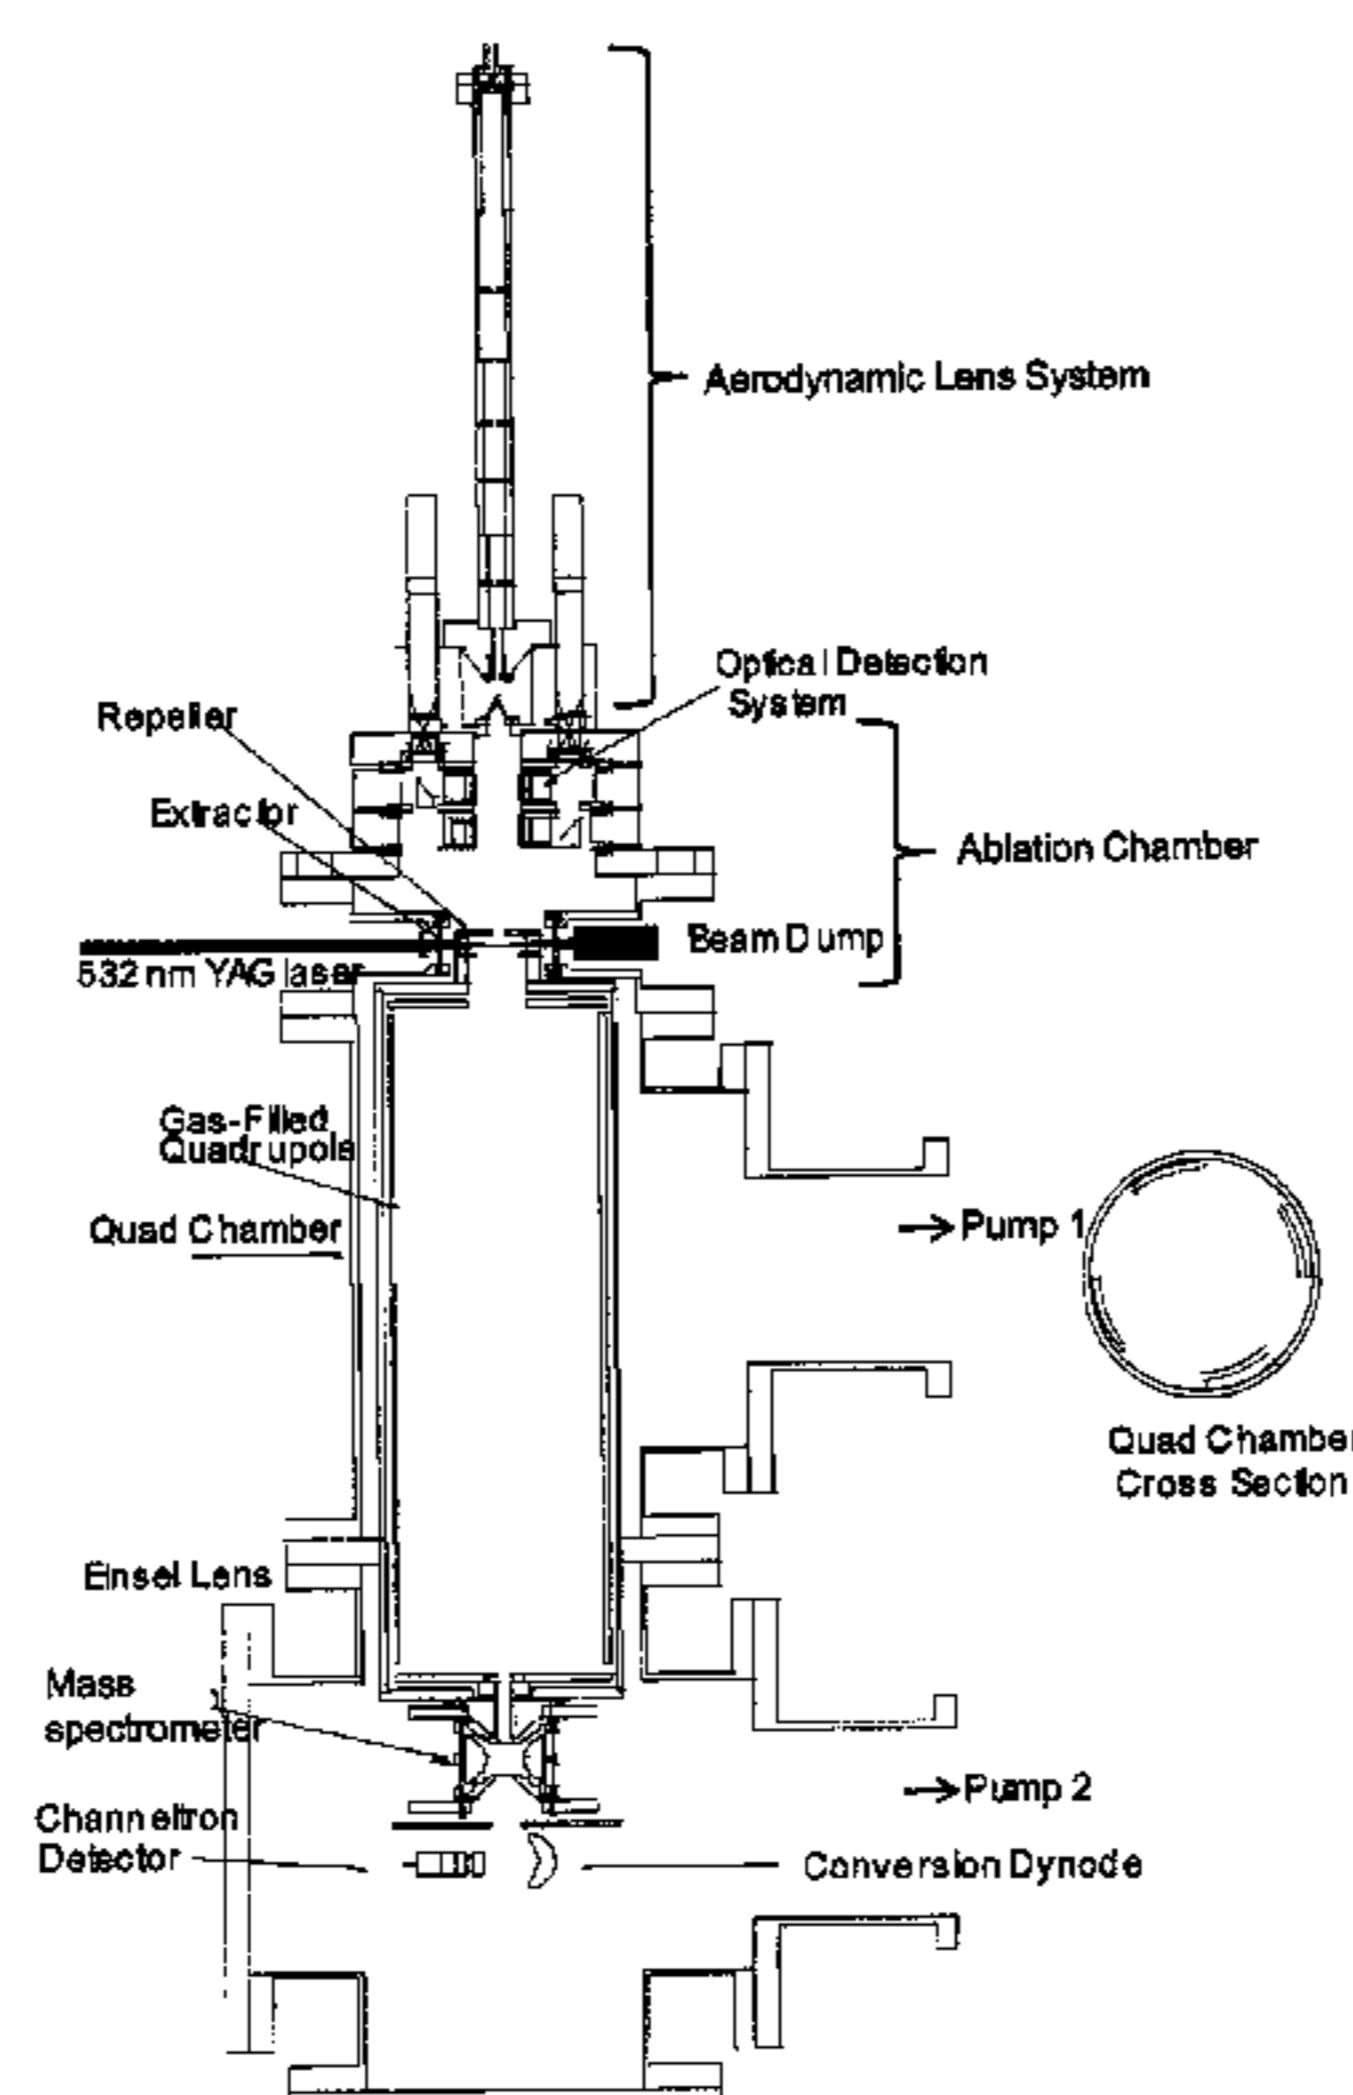 Aerodynamic Lens System
Optical Detection
System
Repeller
Extractor
Ablation Chamber
Beam Dump
532 nm YAG laser
Gas-Filled
Quadrupole
Quad Chamber
Pump 1
Quad Chamber
Cross Section
Einsel Lens
Mass
spectrometer
Pump 2
Channeltron
Detector
Conversion Dynode